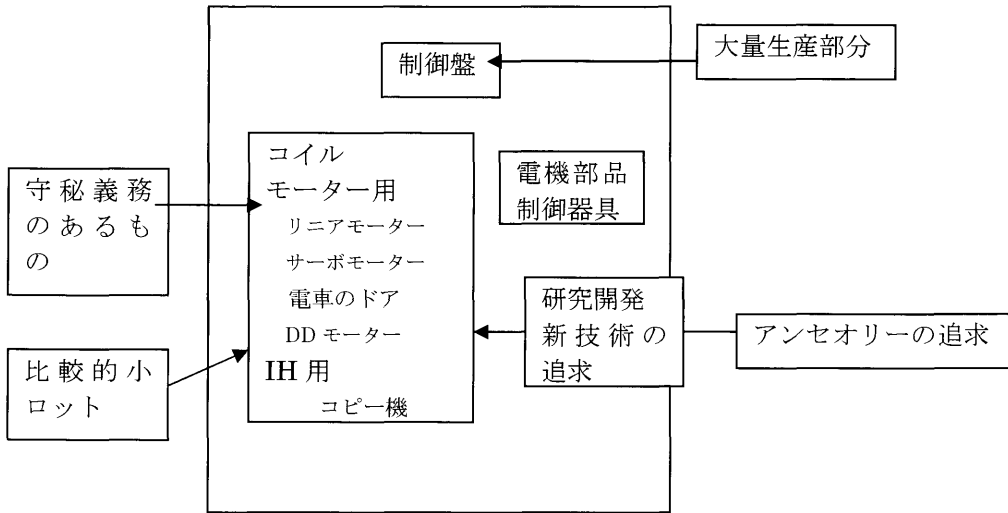 制御盤
大量生産部分
コイル
モーター用
リニアモーター
サーボモーター
電車のドア
DDモーター
IH用
コピー機
電機部品
制御器具
守秘義務
のあるも
の
比較的小
ロット
研究開発
新技術の
追求
アンセオリーの追求